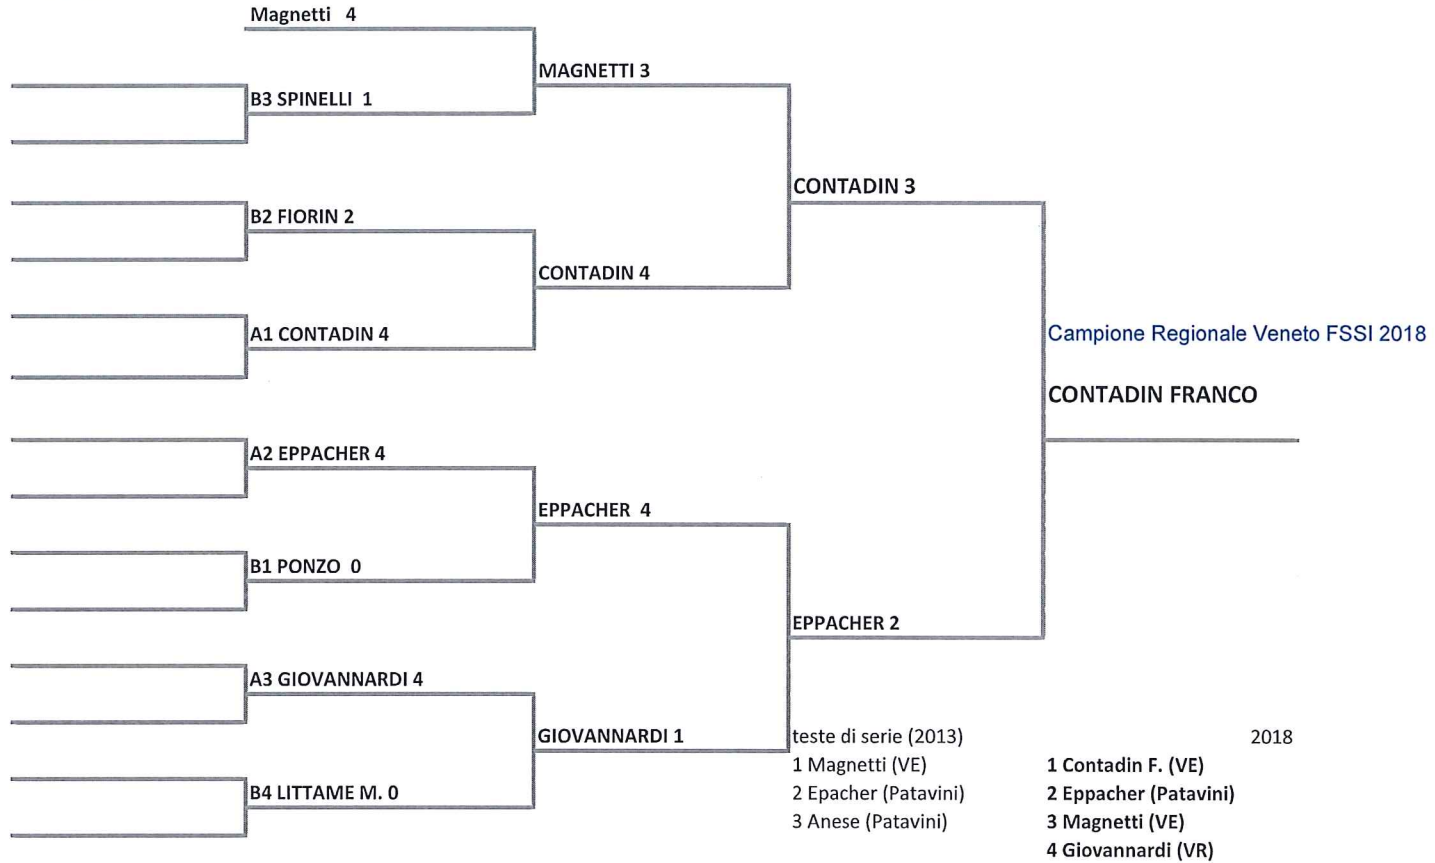 Magnetti 4
MAGNETTI 3
B3 SPINELLI 1
CONTADIN 3
B2 FIORIN 2
CONTADIN 4
A1 CONTADIN 4
Campione Regionale Veneto FSSI 2018
CONTADIN FRANCO
A2 EPPACHER 4
EPPACHER 4
B1 PONZO 0
EPPACHER 2
A3 GIOVANNARDI 4
GIOVANNARDI 1
B4 LITTAME M. 0
teste di serie (2013)
1 Magnetti (VE)
2 Epacher (Patavini)
3 Anese (Patavini)
2018
1 Contadin F. (VE)
2 Eppacher (Patavini)
3 Magnetti (VE)
4 Giovannardi (VR)